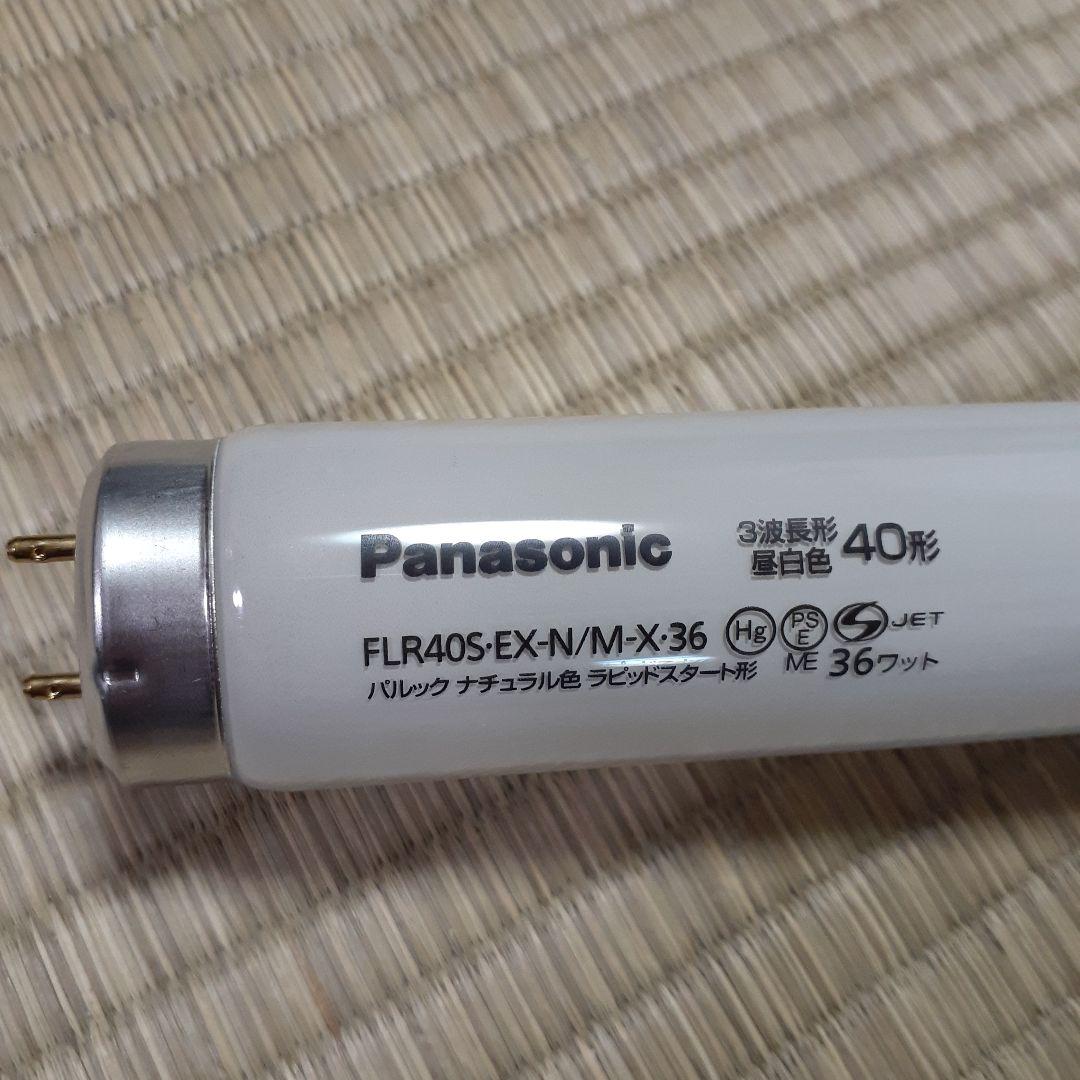 Panasonic
3波長形
昼白色
40形
FLR40S・EX-N/M-X・36
Hg
PS
E
JET
パルック ナチュラル色 ラピッドスタート形
ME
36ワット